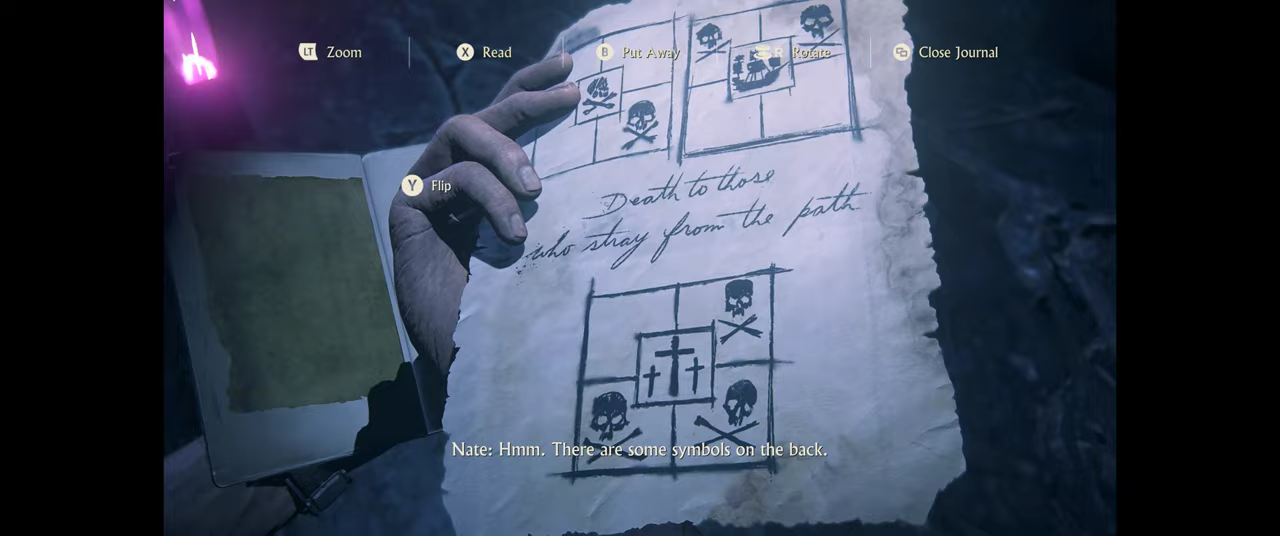 LT Zoom
X Read
B Put Away
R Rotate
Close Journal
Y Flip
Death to those
who stray from the path
Nate: Hmm. There are some symbols on the back.